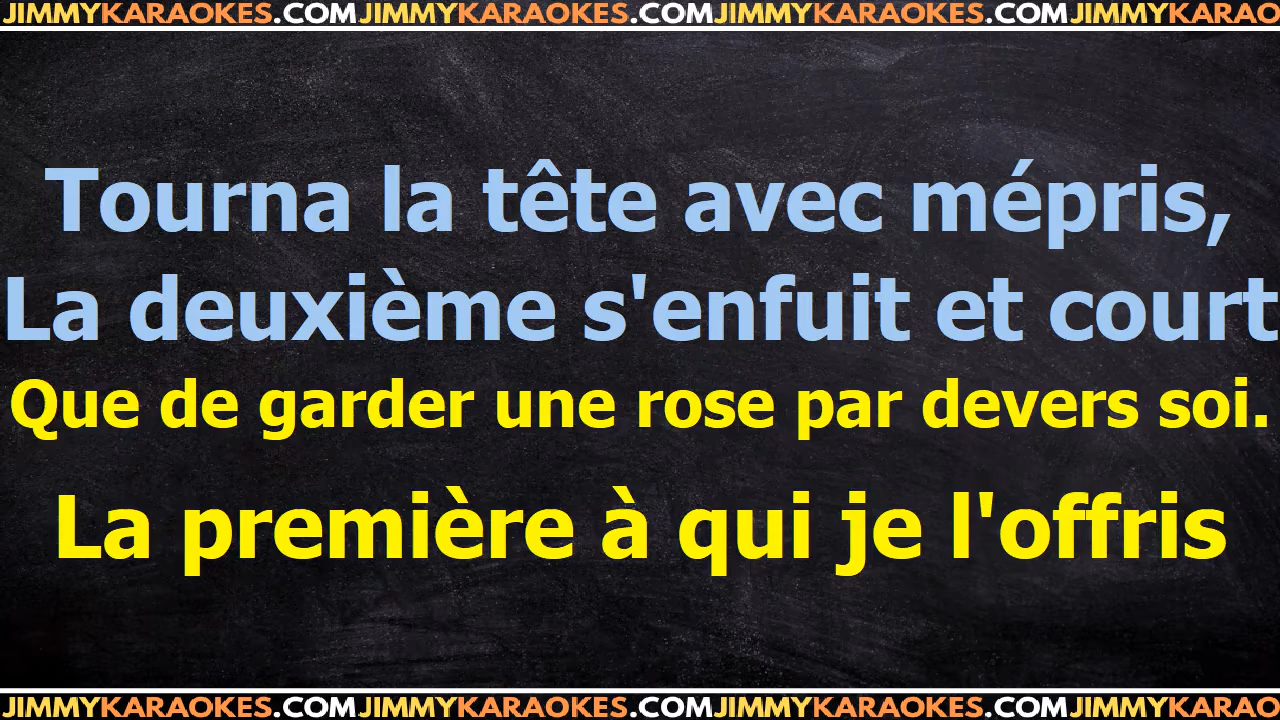 JIMMYKARAOKES.COMJIMMYKARAOKES.COMJIMMYKARAOKES.COMJIMMYKARAO
Tourna la tête avec mépris,
La deuxième s'enfuit et court
Que de garder une rose par devers soi.
La première à qui je l'offris
JIMMYKARAOKES.COMJIMMYKARAOKES.COMJIMMYKARAOKES.COMJIMMYKARAO